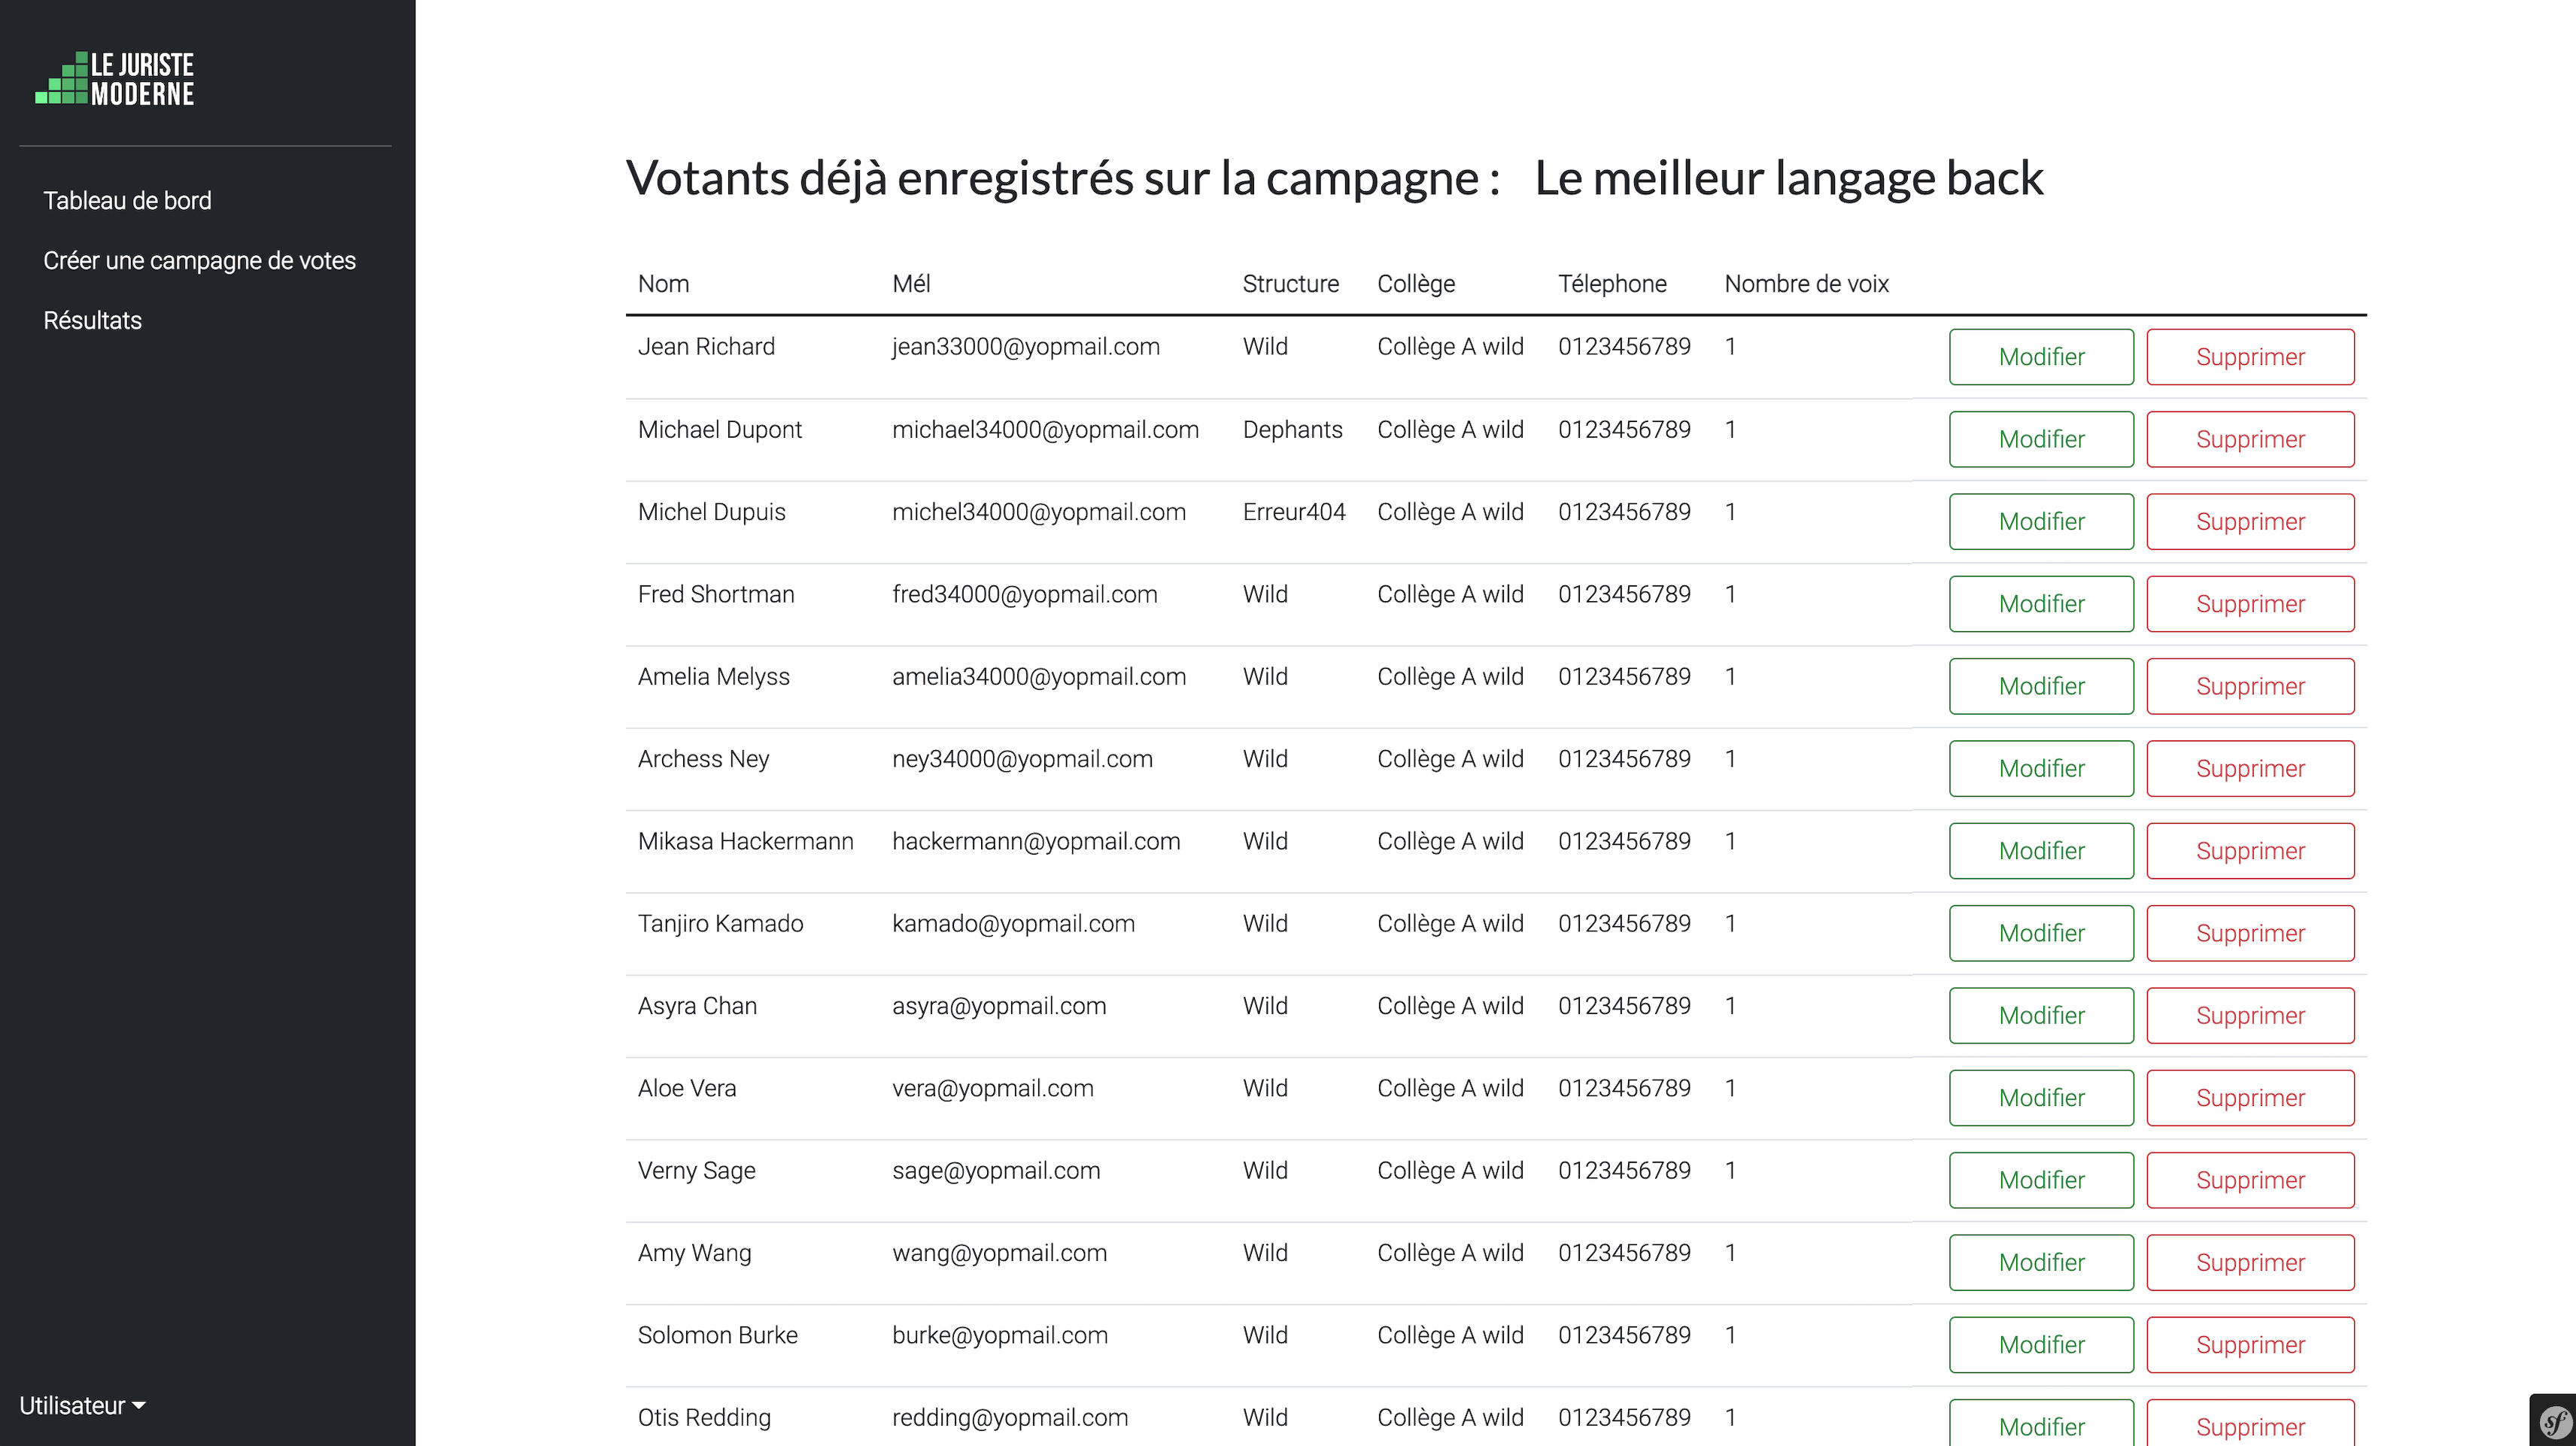 LE JURISTE
MODERNE
Tableau de bord
Créer une campagne de votes
Résultats
Utilisateur
Votants déjà enregistrés sur la campagne : Le meilleur langage back
Nom Mél Structure Collège Télephone Nombre de voix
Jean Richard jean33000@yopmail.com Wild Collège A wild 0123456789 1 Modifier Supprimer
Michael Dupont michael34000@yopmail.com Dephants Collège A wild 0123456789 1 Modifier Supprimer
Michel Dupuis michel34000@yopmail.com Erreur404 Collège A wild 0123456789 1 Modifier Supprimer
Fred Shortman fred34000@yopmail.com Wild Collège A wild 0123456789 1 Modifier Supprimer
Amelia Melyss amelia34000@yopmail.com Wild Collège A wild 0123456789 1 Modifier Supprimer
Archess Ney ney34000@yopmail.com Wild Collège A wild 0123456789 1 Modifier Supprimer
Mikasa Hackermann hackermann@yopmail.com Wild Collège A wild 0123456789 1 Modifier Supprimer
Tanjiro Kamado kamado@yopmail.com Wild Collège A wild 0123456789 1 Modifier Supprimer
Asyra Chan asyra@yopmail.com Wild Collège A wild 0123456789 1 Modifier Supprimer
Aloe Vera vera@yopmail.com Wild Collège A wild 0123456789 1 Modifier Supprimer
Verny Sage sage@yopmail.com Wild Collège A wild 0123456789 1 Modifier Supprimer
Amy Wang wang@yopmail.com Wild Collège A wild 0123456789 1 Modifier Supprimer
Solomon Burke burke@yopmail.com Wild Collège A wild 0123456789 1 Modifier Supprimer
Otis Redding redding@yopmail.com Wild Collège A wild 0123456789 1 Modifier Supprimer
sf